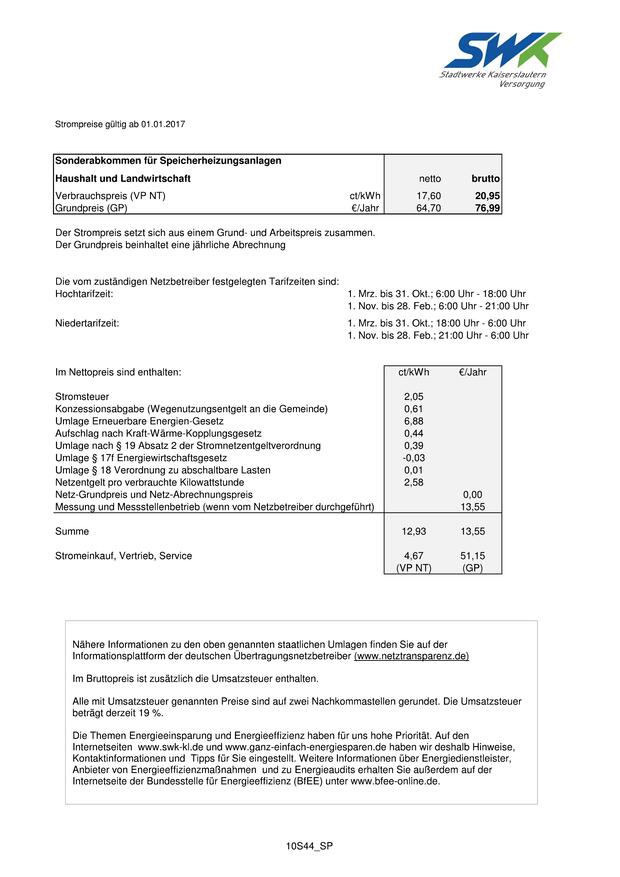 SWK
Stadtwerke Kaiserslautern
Versorgung
Strompreise gültig ab 01.01.2017
Sonderabkommen für Speicherheizungsanlagen
Haushalt und Landwirtschaft netto brutto
Verbrauchspreis (VP NT) ct/kWh 17,60 20,95
Grundpreis (GP) €/Jahr 64,70 76,99
Der Strompreis setzt sich aus einem Grund- und Arbeitspreis zusammen.
Der Grundpreis beinhaltet eine jährliche Abrechnung
Die vom zuständigen Netzbetreiber festgelegten Tarifzeiten sind:
Hochtarifzeit: 1. Mrz. bis 31. Okt.; 6:00 Uhr - 18:00 Uhr
1. Nov. bis 28. Feb.; 6:00 Uhr - 21:00 Uhr
Niedertarifzeit: 1. Mrz. bis 31. Okt.; 18:00 Uhr - 6:00 Uhr
1. Nov. bis 28. Feb.; 21:00 Uhr - 6:00 Uhr
Im Nettopreis sind enthalten: ct/kWh €/Jahr
Stromsteuer 2,05
Konzessionsabgabe (Wegenutzungsentgelt an die Gemeinde) 0,61
Umlage Erneuerbare Energien-Gesetz 6,88
Aufschlag nach Kraft-Wärme-Kopplungsgesetz 0,44
Umlage nach § 19 Absatz 2 der Stromnetzentgeltverordnung 0,39
Umlage § 17f Energiewirtschaftsgesetz -0,03
Umlage § 18 Verordnung zu abschaltbare Lasten 0,01
Netzentgelt pro verbrauchte Kilowattstunde 2,58
Netz-Grundpreis und Netz-Abrechnungspreis 0,00
Messung und Messstellenbetrieb (wenn vom Netzbetreiber durchgeführt) 13,55
Summe 12,93 13,55
Stromeinkauf, Vertrieb, Service 4,67 51,15
(VP NT) (GP)
Nähere Informationen zu den oben genannten staatlichen Umlagen finden Sie auf der
Informationsplattform der deutschen Übertragungsnetzbetreiber (www.netztransparenz.de)
Im Bruttopreis ist zusätzlich die Umsatzsteuer enthalten.
Alle mit Umsatzsteuer genannten Preise sind auf zwei Nachkommastellen gerundet. Die Umsatzsteuer
beträgt derzeit 19 %.
Die Themen Energieeinsparung und Energieeffizienz haben für uns hohe Priorität. Auf den
Internetseiten www.swk-kl.de und www.ganz-einfach-energiesparen.de haben wir deshalb Hinweise,
Kontaktinformationen und Tipps für Sie eingestellt. Weitere Informationen über Energiedienstleister,
Anbieter von Energieeffizienzmaßnahmen und zu Energieaudits erhalten Sie außerdem auf der
Internetseite der Bundesstelle für Energieeffizienz (BfEE) unter www.bfee-online.de.
10S44_SP